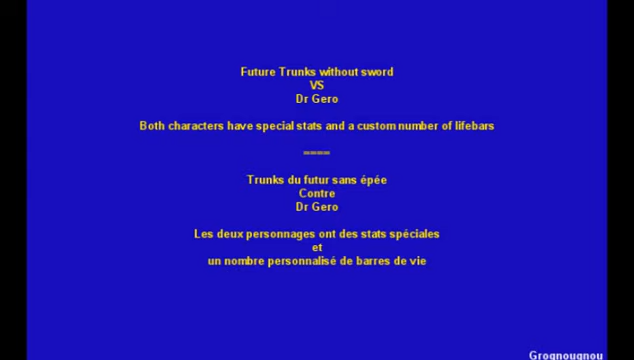 Future Trunks without sword
VS
Dr Gero
Both characters have special stats and a custom number of lifebars
====
Trunks du futur sans épée
Contre
Dr Gero
Les deux personnages ont des stats spéciales
et
un nombre personnalisé de barres de vie
Grognougnou